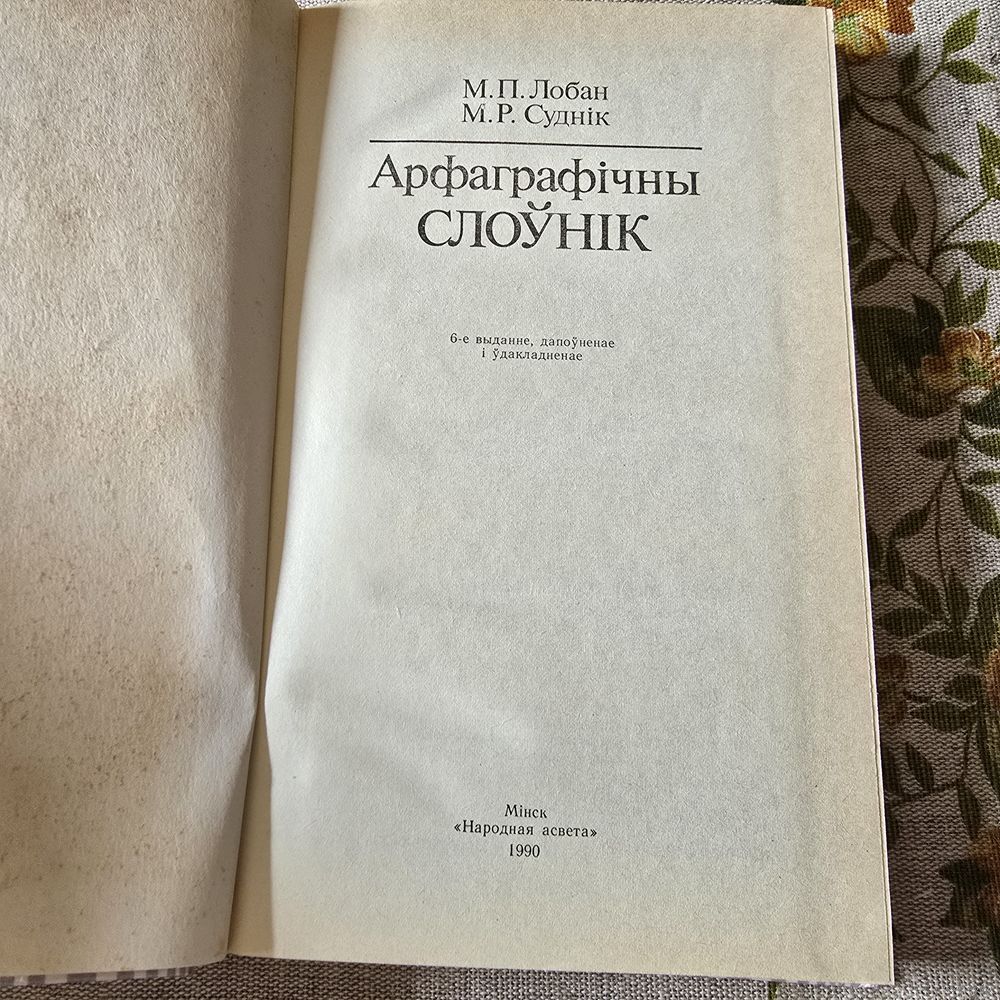 М.П. Лобан
М.Р. Суднік
Арфаграфічны
СЛОЎНІК
6-е выданне, дапоўненае
і ўдакладненае
Мінск
«Народная асвета»
1990